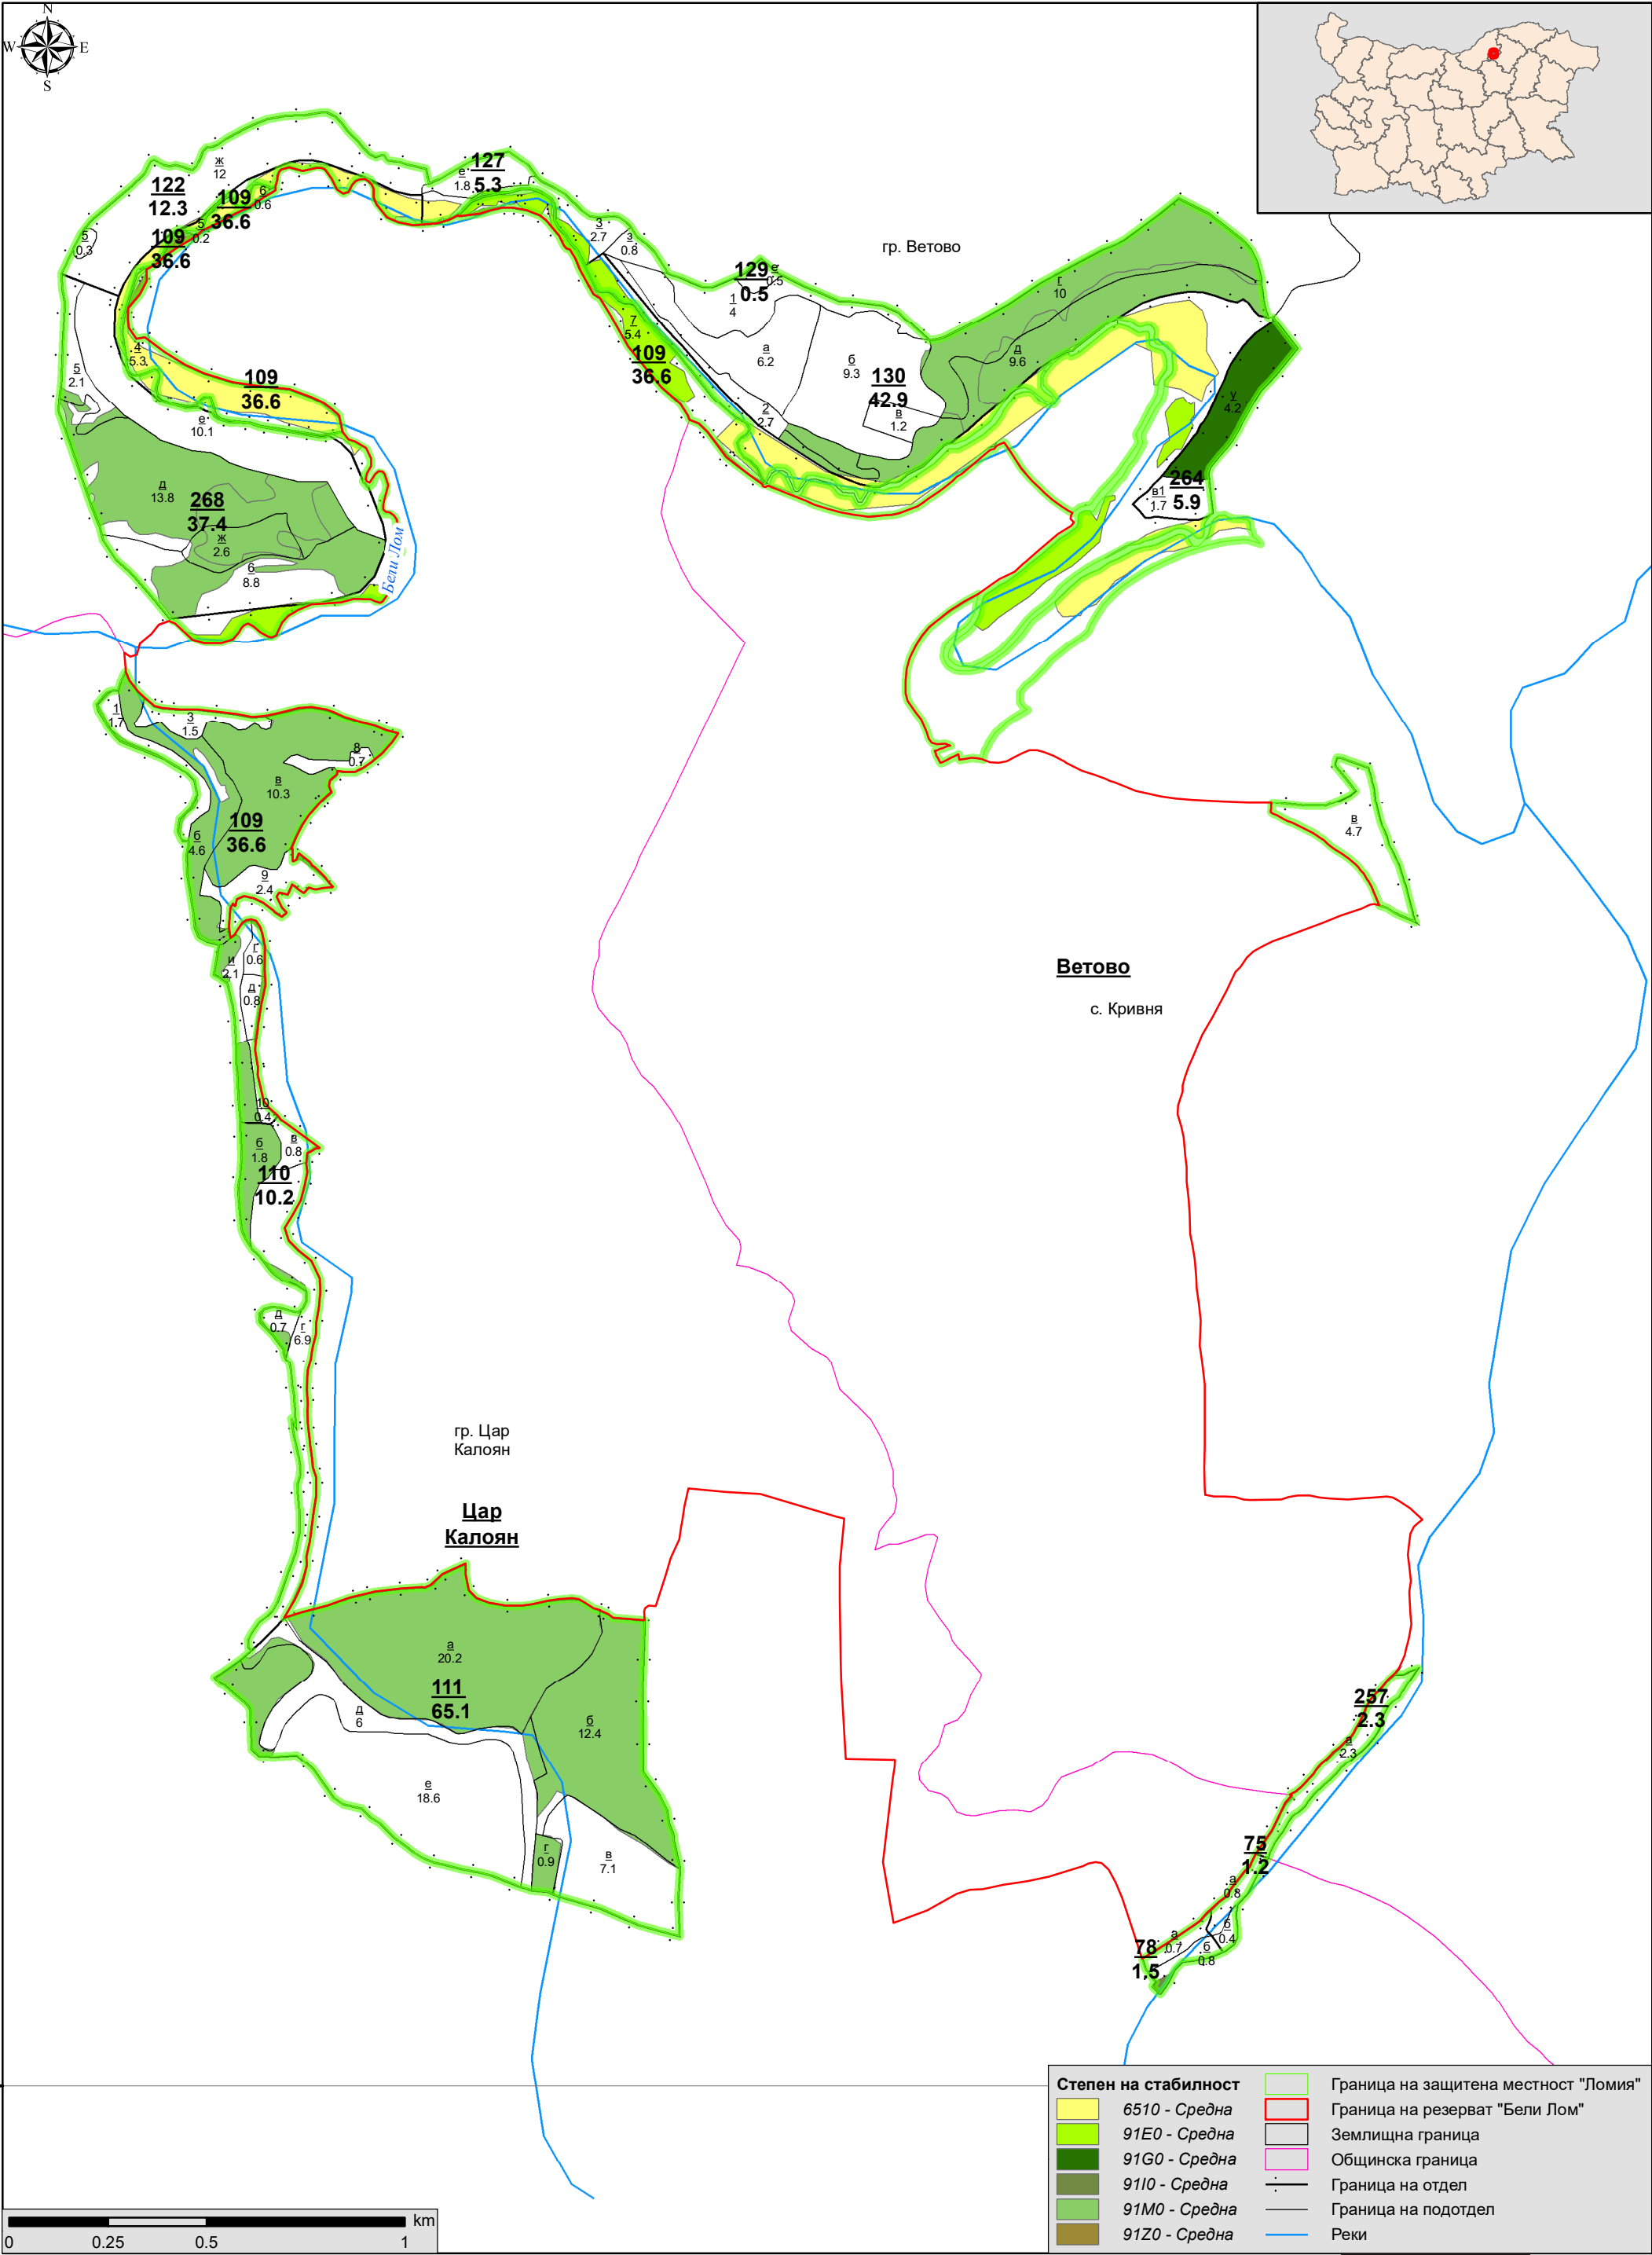 N
W
E
S
ж
12
122
12.3
109
36.6
6
0.6
5
0.2
109
36.6
5
0.3
е
1.8
127
5.3
3
2.7
з
0.8
гр. Ветово
129
0.5
0.5
1
4
г
10
7
5.4
109
36.6
а
6.2
б
9.3
130
42.9
в
1.2
д
9.6
2
2.7
у
4.2
4
5.3
5
2.1
109
36.6
е
10.1
д
13.8
268
37.4
ж
2.6
6
8.8
Бели Лом
264
5.9
в1
1.7
1
1.7
3
1.5
8
0.7
в
10.3
109
36.6
б
4.6
9
2.4
в
4.7
и
2.1
г
0.6
д
0.8
Ветово
с. Кривня
10
0.4
б
1.8
в
0.8
110
10.2
д
0.7
г
6.9
гр. Цар
Калоян
Цар
Калоян
а
20.2
111
65.1
д
6
б
12.4
е
18.6
г
0.9
в
7.1
257
2.3
а
2.3
75
1.2
а
0.8
б
0.4
78
1.5
а
0.7
б
0.8
Степен на стабилност
6510 - Средна
91E0 - Средна
91G0 - Средна
91I0 - Средна
91M0 - Средна
91Z0 - Средна
Граница на защитена местност "Ломия"
Граница на резерват "Бели Лом"
Землищна граница
Общинска граница
Граница на отдел
Граница на подотдел
Реки
km
0 0.25 0.5 1